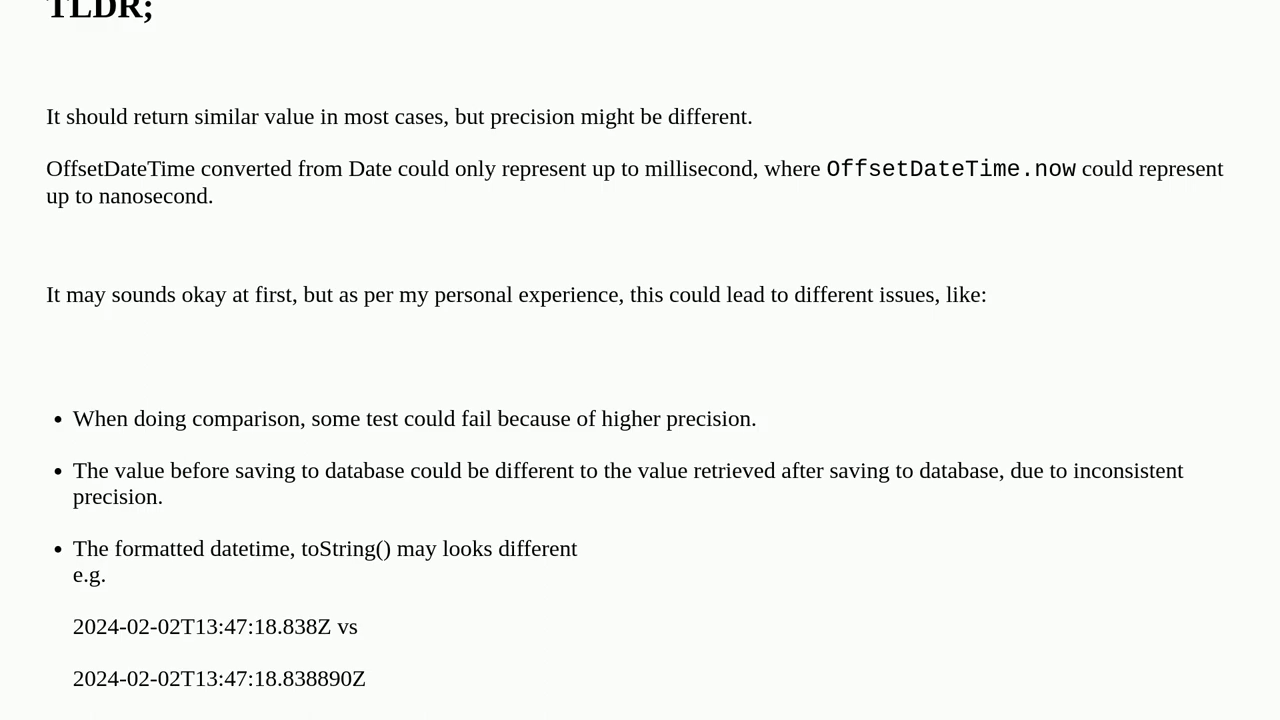 TLDR;
It should return similar value in most cases, but precision might be different.
OffsetDateTime converted from Date could only represent up to millisecond, where OffsetDateTime.now could represent
up to nanosecond.
It may sounds okay at first, but as per my personal experience, this could lead to different issues, like:
• When doing comparison, some test could fail because of higher precision.
• The value before saving to database could be different to the value retrieved after saving to database, due to inconsistent
precision.
• The formatted datetime, toString() may looks different
e.g.
2024-02-02T13:47:18.838Z vs
2024-02-02T13:47:18.838890Z